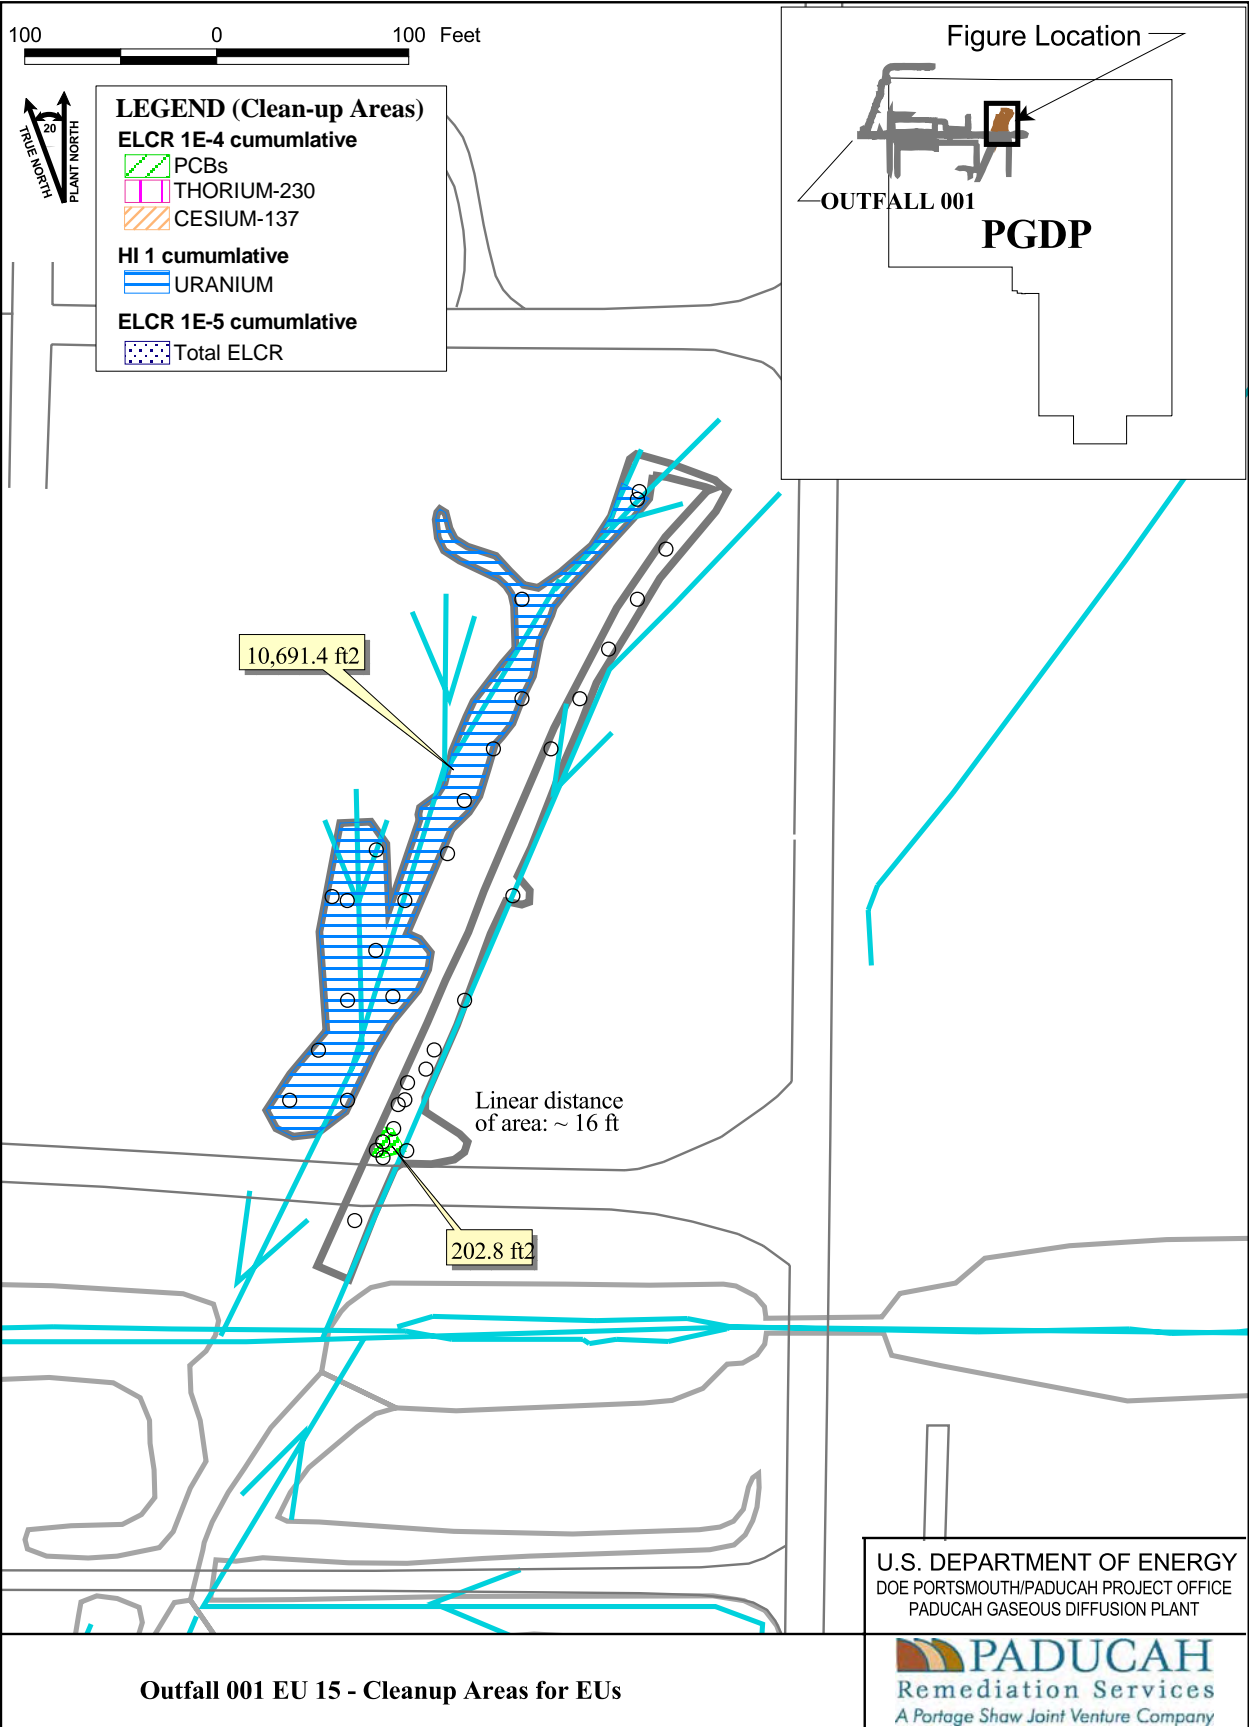 100 0 100 Feet
TRUE NORTH
20
PLANT NORTH
LEGEND (Clean-up Areas)
ELCR 1E-4 cumumlative
PCBs
THORIUM-230
CESIUM-137
HI 1 cumumlative
URANIUM
ELCR 1E-5 cumumlative
Total ELCR
Figure Location
OUTFALL 001
PGDP
10,691.4 ft2
Linear distance
of area: ~ 16 ft
202.8 ft2
U.S. DEPARTMENT OF ENERGY
DOE PORTSMOUTH/PADUCAH PROJECT OFFICE
PADUCAH GASEOUS DIFFUSION PLANT
Outfall 001 EU 15 - Cleanup Areas for EUs
PADUCAH
Remediation Services
A Portage Shaw Joint Venture Company